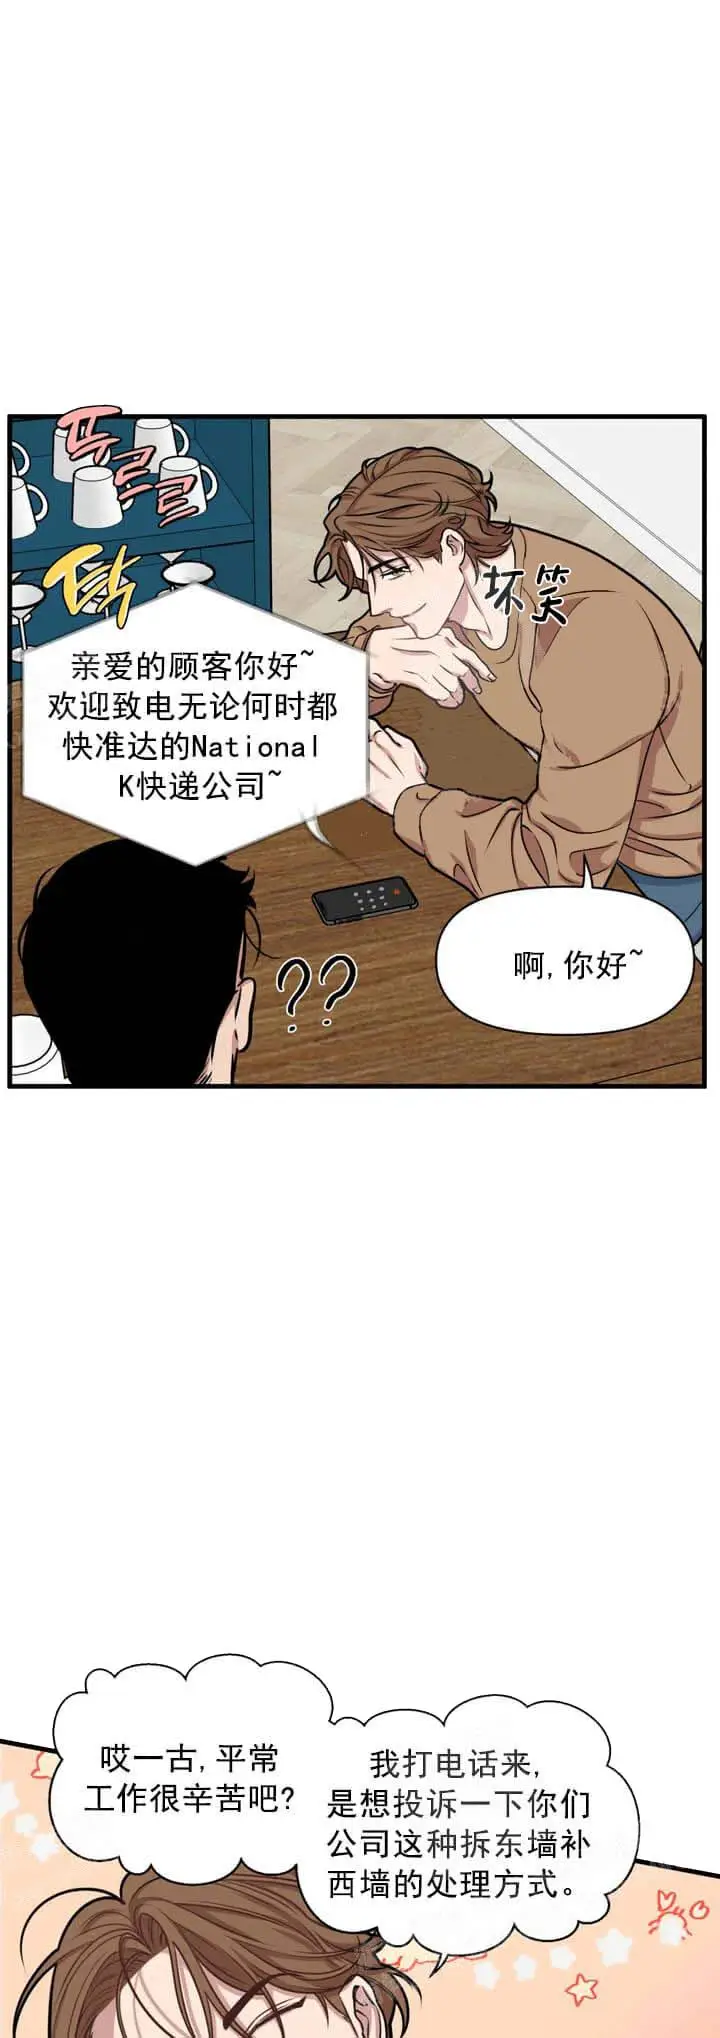 푸르르
탁
坏笑
亲爱的顾客你好~
欢迎致电无论何时都
快准达的National
K快递公司~
??
啊,你好~
哎一古,平常
工作很辛苦吧?
我打电话来,
是想投诉一下你们
公司这种拆东墙补
西墙的处理方式。